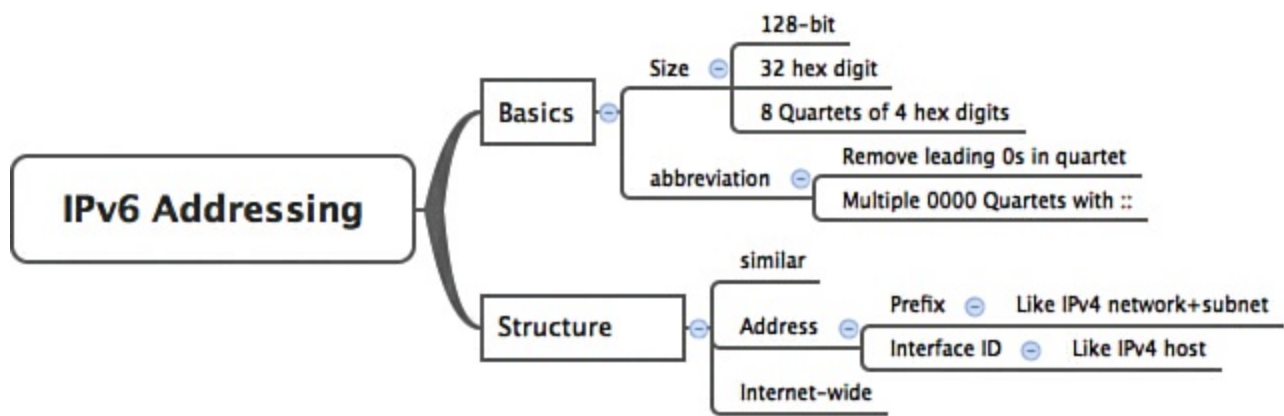 IPv6 Addressing
Basics
Size
128-bit
32 hex digit
8 Quartets of 4 hex digits
abbreviation
Remove leading 0s in quartet
Multiple 0000 Quartets with ::
Structure
similar
Address
Prefix
Like IPv4 network+subnet
Interface ID
Like IPv4 host
Internet-wide